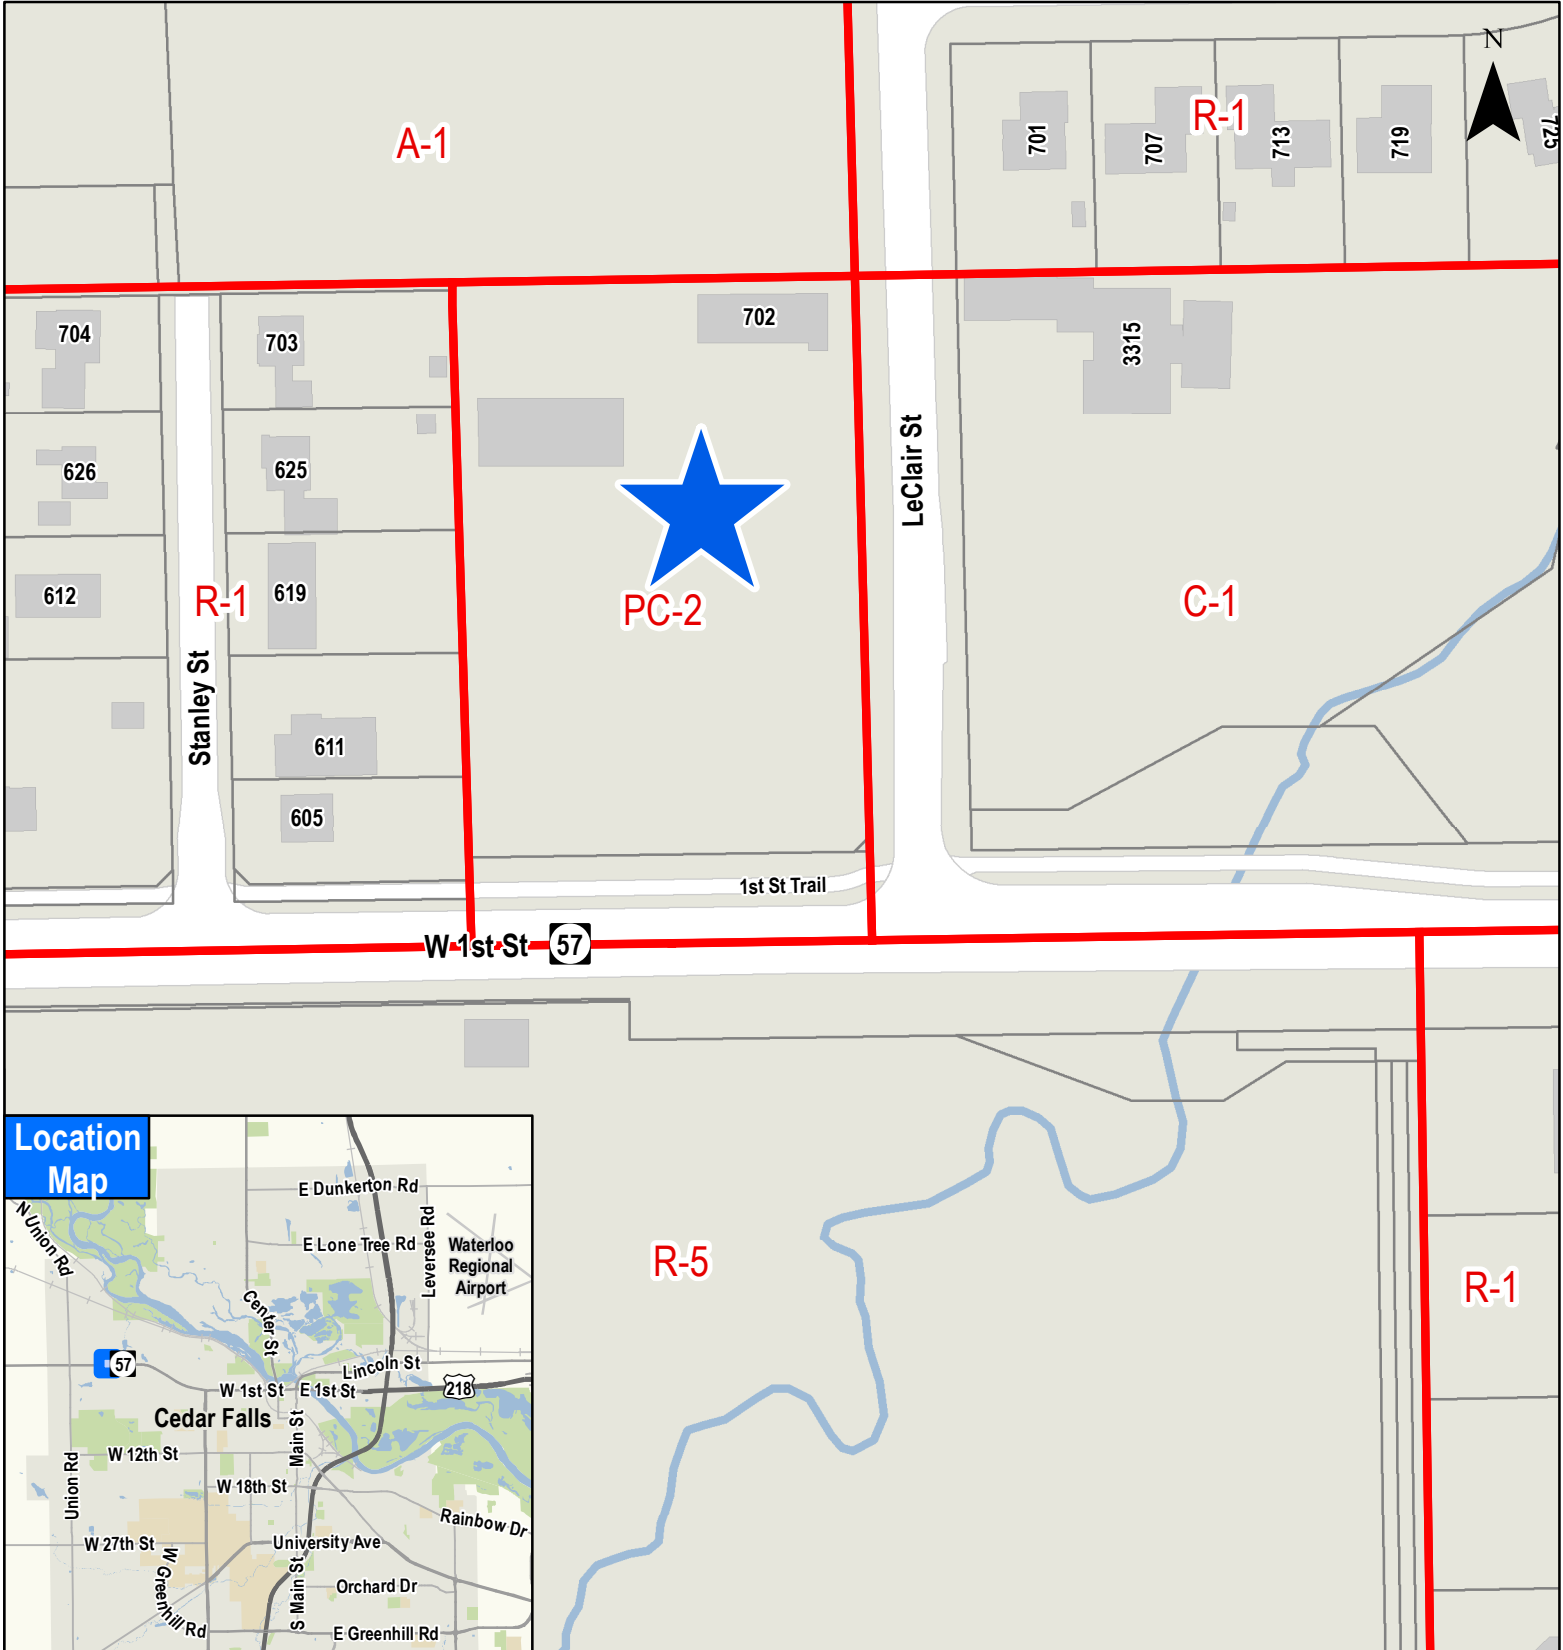 N
A-1
R-1
701
707
713
719
725
704
703
702
3315
626
625
LeClair St
612
R-1
619
PC-2
C-1
Stanley St
611
605
1st St Trail
W 1st St
57
R-5
R-1
Location
Map
E Dunkerton Rd
N Union Rd
Leversee Rd
E Lone Tree Rd
Waterloo
Regional
Airport
Center St
57
Lincoln St
W 1st St
E 1st St
218
Cedar Falls
Main St
W 12th St
Union Rd
W 18th St
Rainbow Dr
W 27th St
University Ave
W Greenhill Rd
S Main St
Orchard Dr
E Greenhill Rd